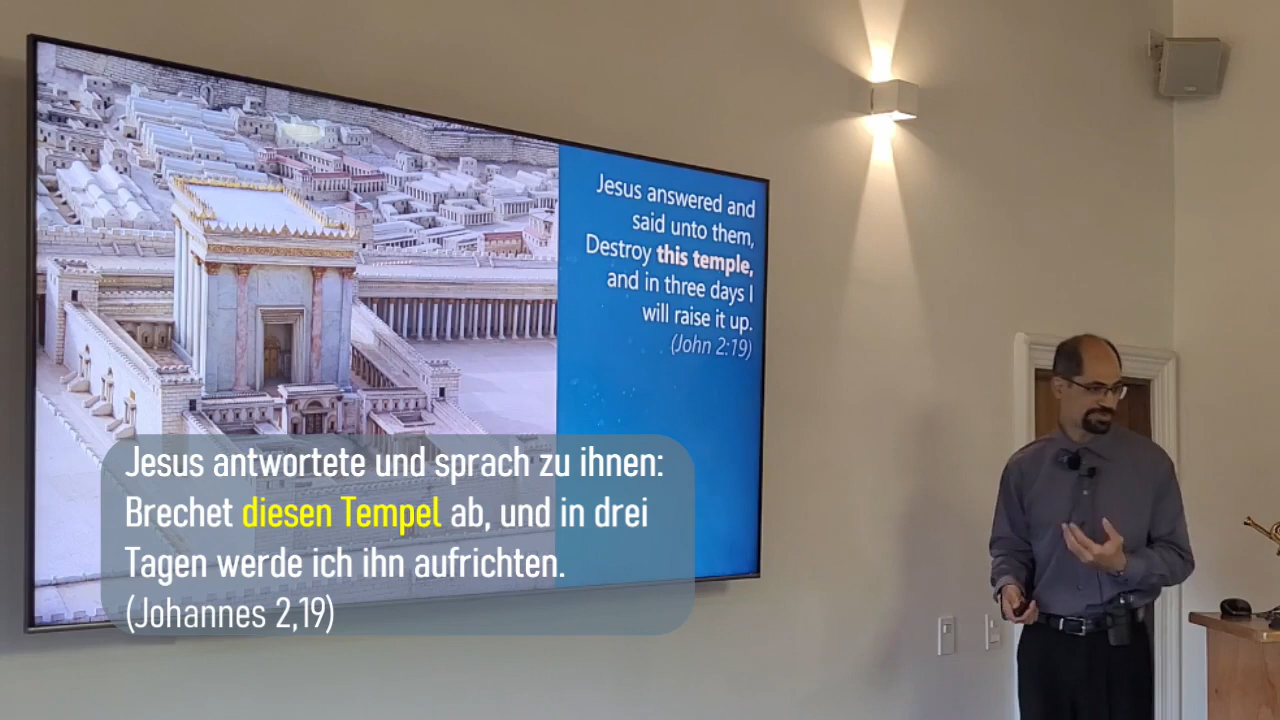 Jesus answered and
said unto them,
Destroy this temple,
and in three days I
will raise it up.
(John 2:19)
Jesus antwortete und sprach zu ihnen:
Brechet diesen Tempel ab, und in drei
Tagen werde ich ihn aufrichten.
(Johannes 2,19)